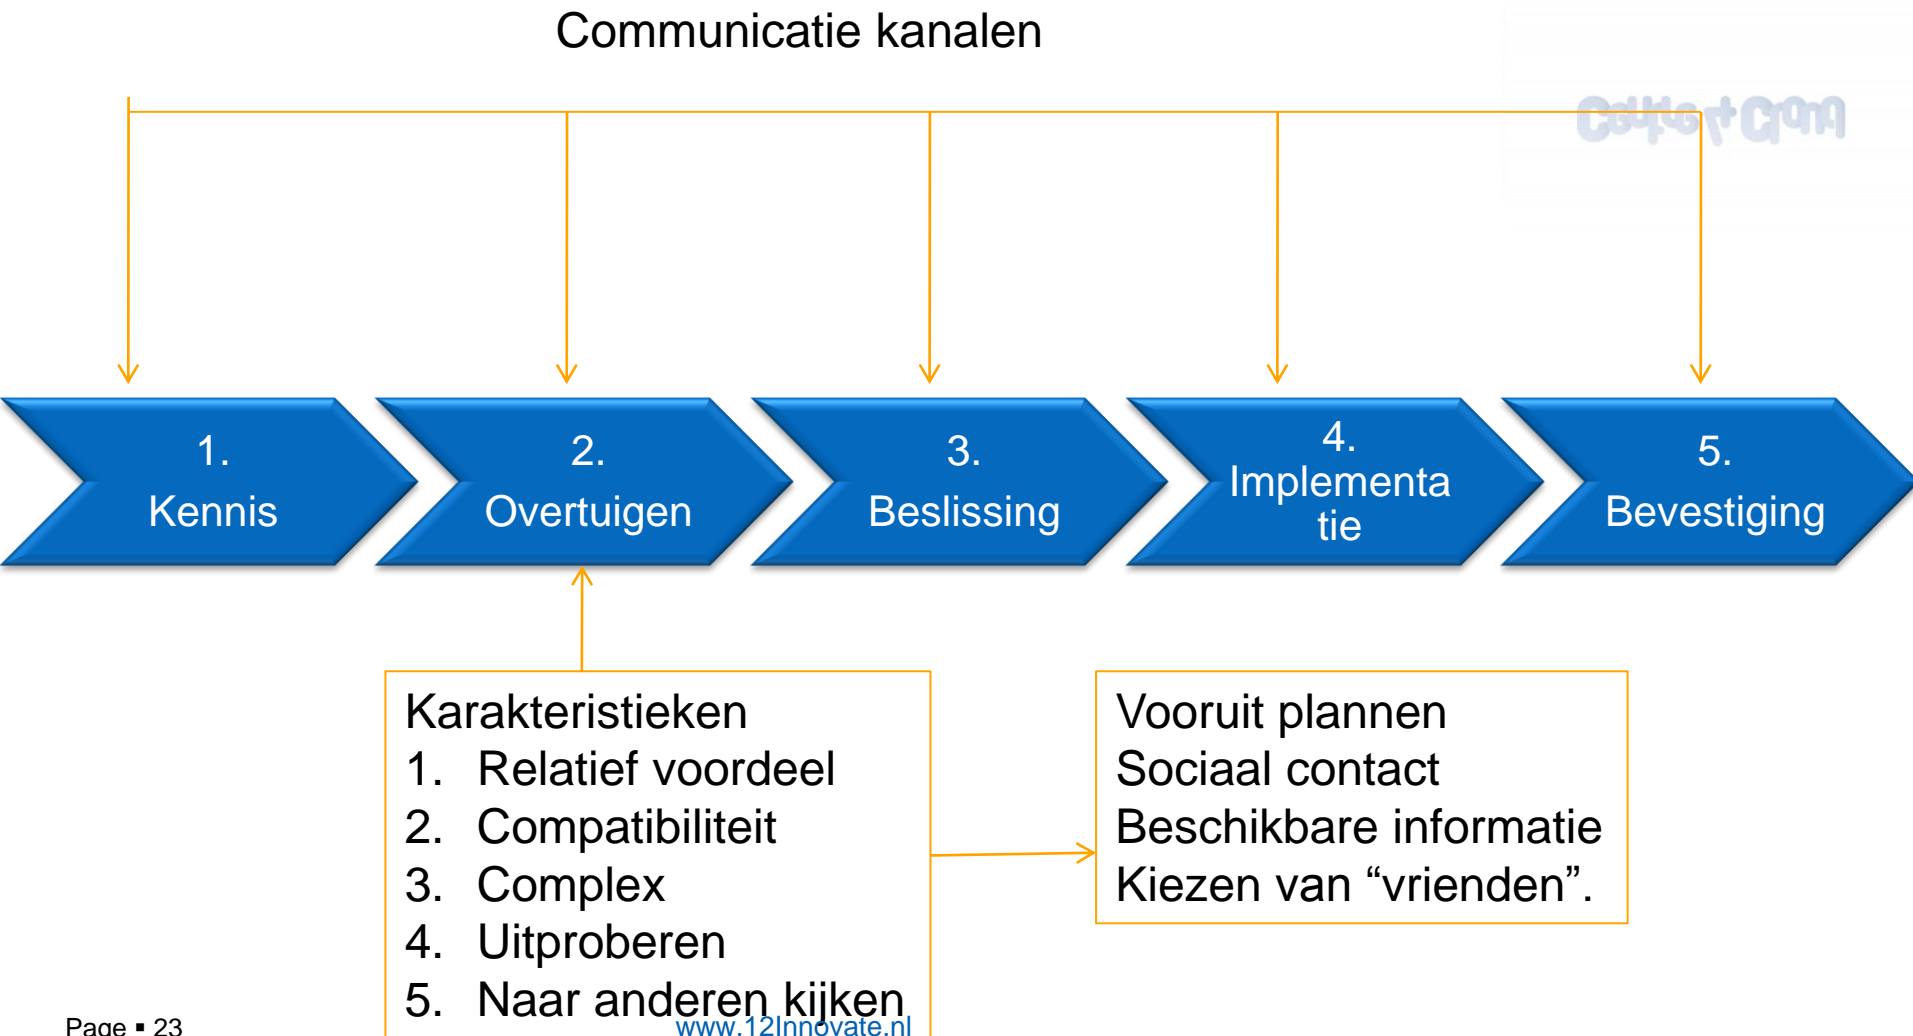 Communicatie kanalen
1.
Kennis
2.
Overtuigen
3.
Beslissing
4.
Implementa
tie
5.
Bevestiging
Karakteristieken
1. Relatief voordeel
2. Compatibiliteit
3. Complex
4. Uitproberen
5. Naar anderen kijken
Vooruit plannen
Sociaal contact
Beschikbare informatie
Kiezen van “vrienden”.
Page ▪ 23
www.12Innovate.nl